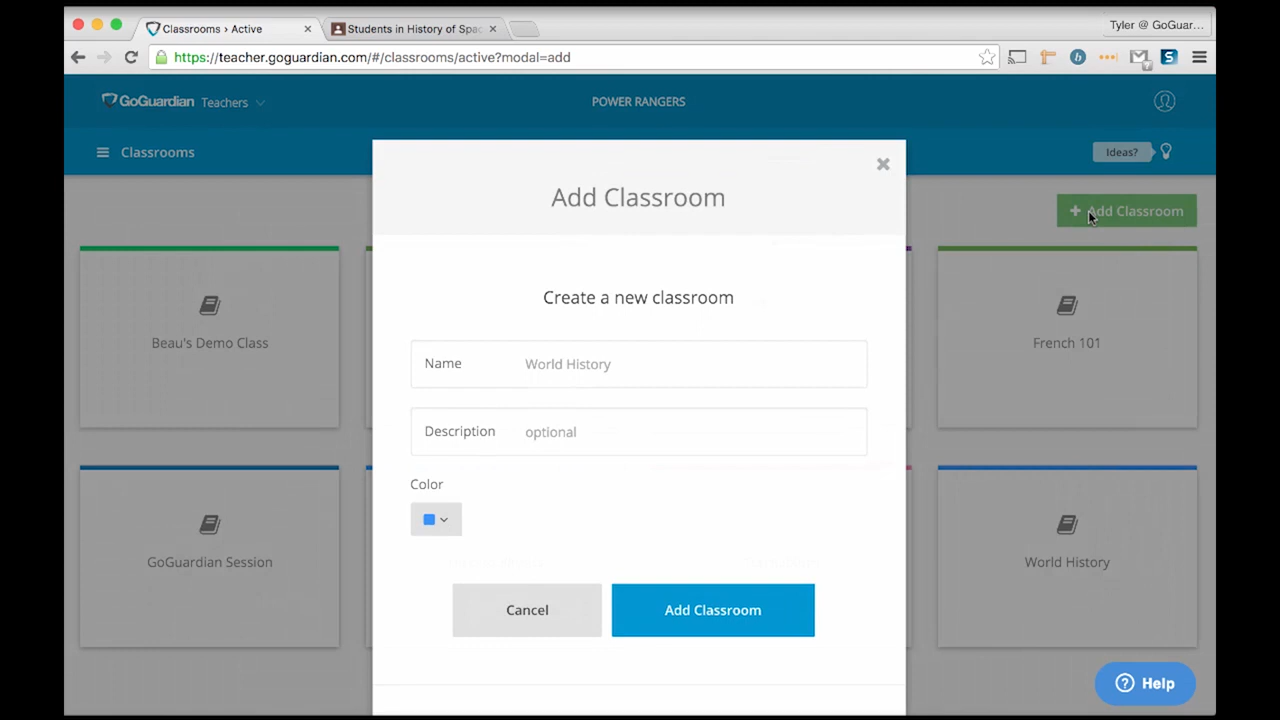 Classrooms › Active
Students in History of Spac
Tyler @ GoGuar...
https://teacher.goguardian.com/#/classrooms/active?modal=add
GoGuardian Teachers
POWER RANGERS
Classrooms
Ideas?
Add Classroom
+ Add Classroom
Create a new classroom
Beau's Demo Class
French 101
Name World History
Description optional
Color
GoGuardian Session
World History
Cancel
Add Classroom
? Help